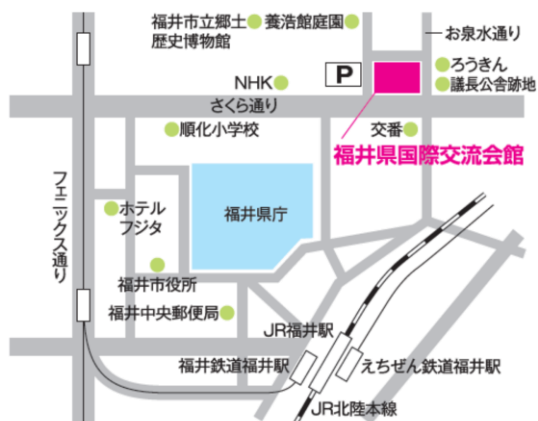 福井市立郷土
歴史博物館
養浩館庭園
お泉水通り
P
ろうきん
議長公舎跡地
NHK
さくら通り
順化小学校
交番
福井県国際交流会館
フェニックス通り
ホテル
フジタ
福井県庁
福井市役所
福井中央郵便局
JR福井駅
福井鉄道福井駅
えちぜん鉄道福井駅
JR北陸本線